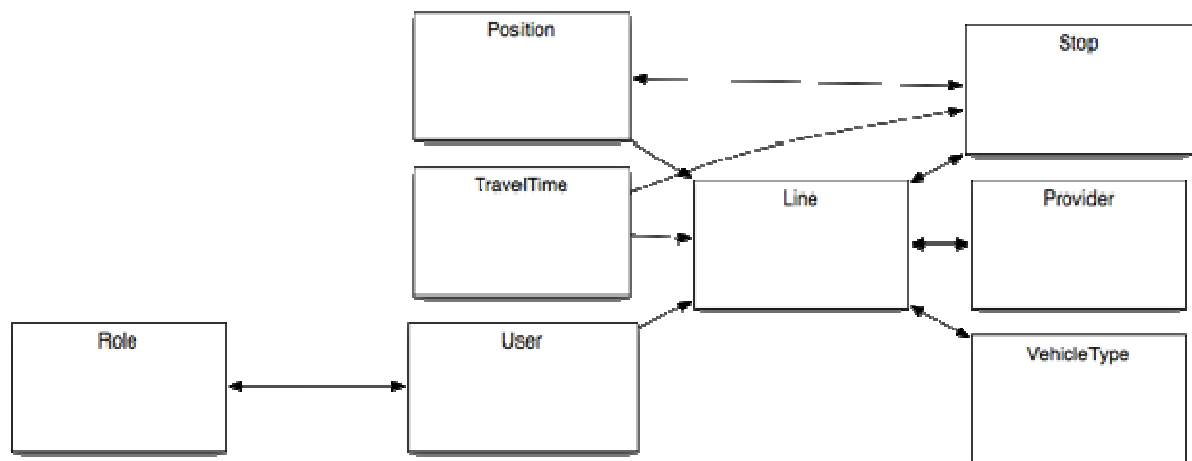 Position
Stop
TravelTime
Line
Provider
Role
User
VehicleType